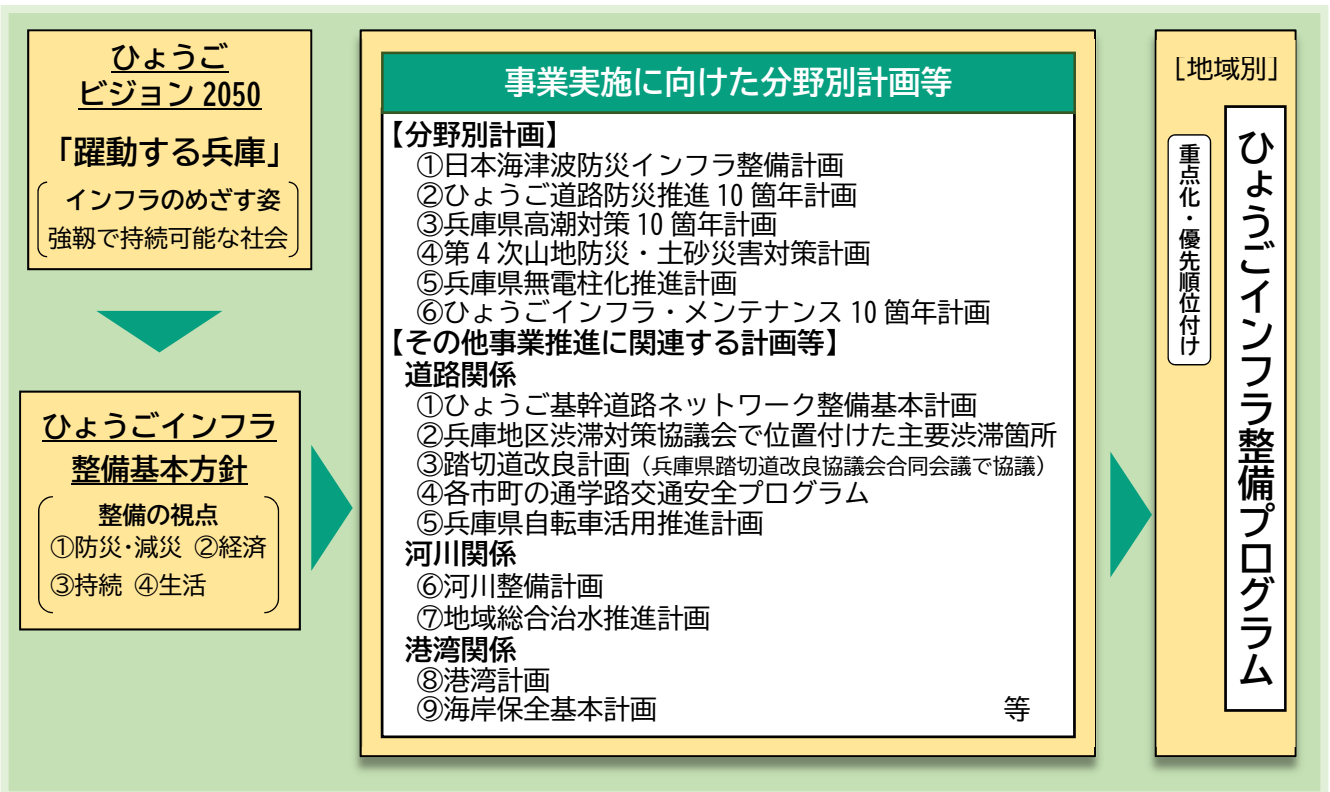 ひょうご
ビジョン 2050
「躍動する兵庫」
インフラのめざす姿
強靱で持続可能な社会
ひょうごインフラ
整備基本方針
整備の視点
①防災・減災 ②経済
③持続 ④生活
事業実施に向けた分野別計画等
【分野別計画】
①日本海津波防災インフラ整備計画
②ひょうご道路防災推進 10 箇年計画
③兵庫県高潮対策 10 箇年計画
④第 4 次山地防災・土砂災害対策計画
⑤兵庫県無電柱化推進計画
⑥ひょうごインフラ・メンテナンス 10 箇年計画
【その他事業推進に関連する計画等】
道路関係
①ひょうご基幹道路ネットワーク整備基本計画
②兵庫地区渋滞対策協議会で位置付けた主要渋滞箇所
③踏切道改良計画（兵庫県踏切道改良協議会合同会議で協議）
④各市町の通学路交通安全プログラム
⑤兵庫県自転車活用推進計画
河川関係
⑥河川整備計画
⑦地域総合治水推進計画
港湾関係
⑧港湾計画
⑨海岸保全基本計画 等
［地域別］
ひょうごインフラ整備プログラム
重点化・優先順位付け